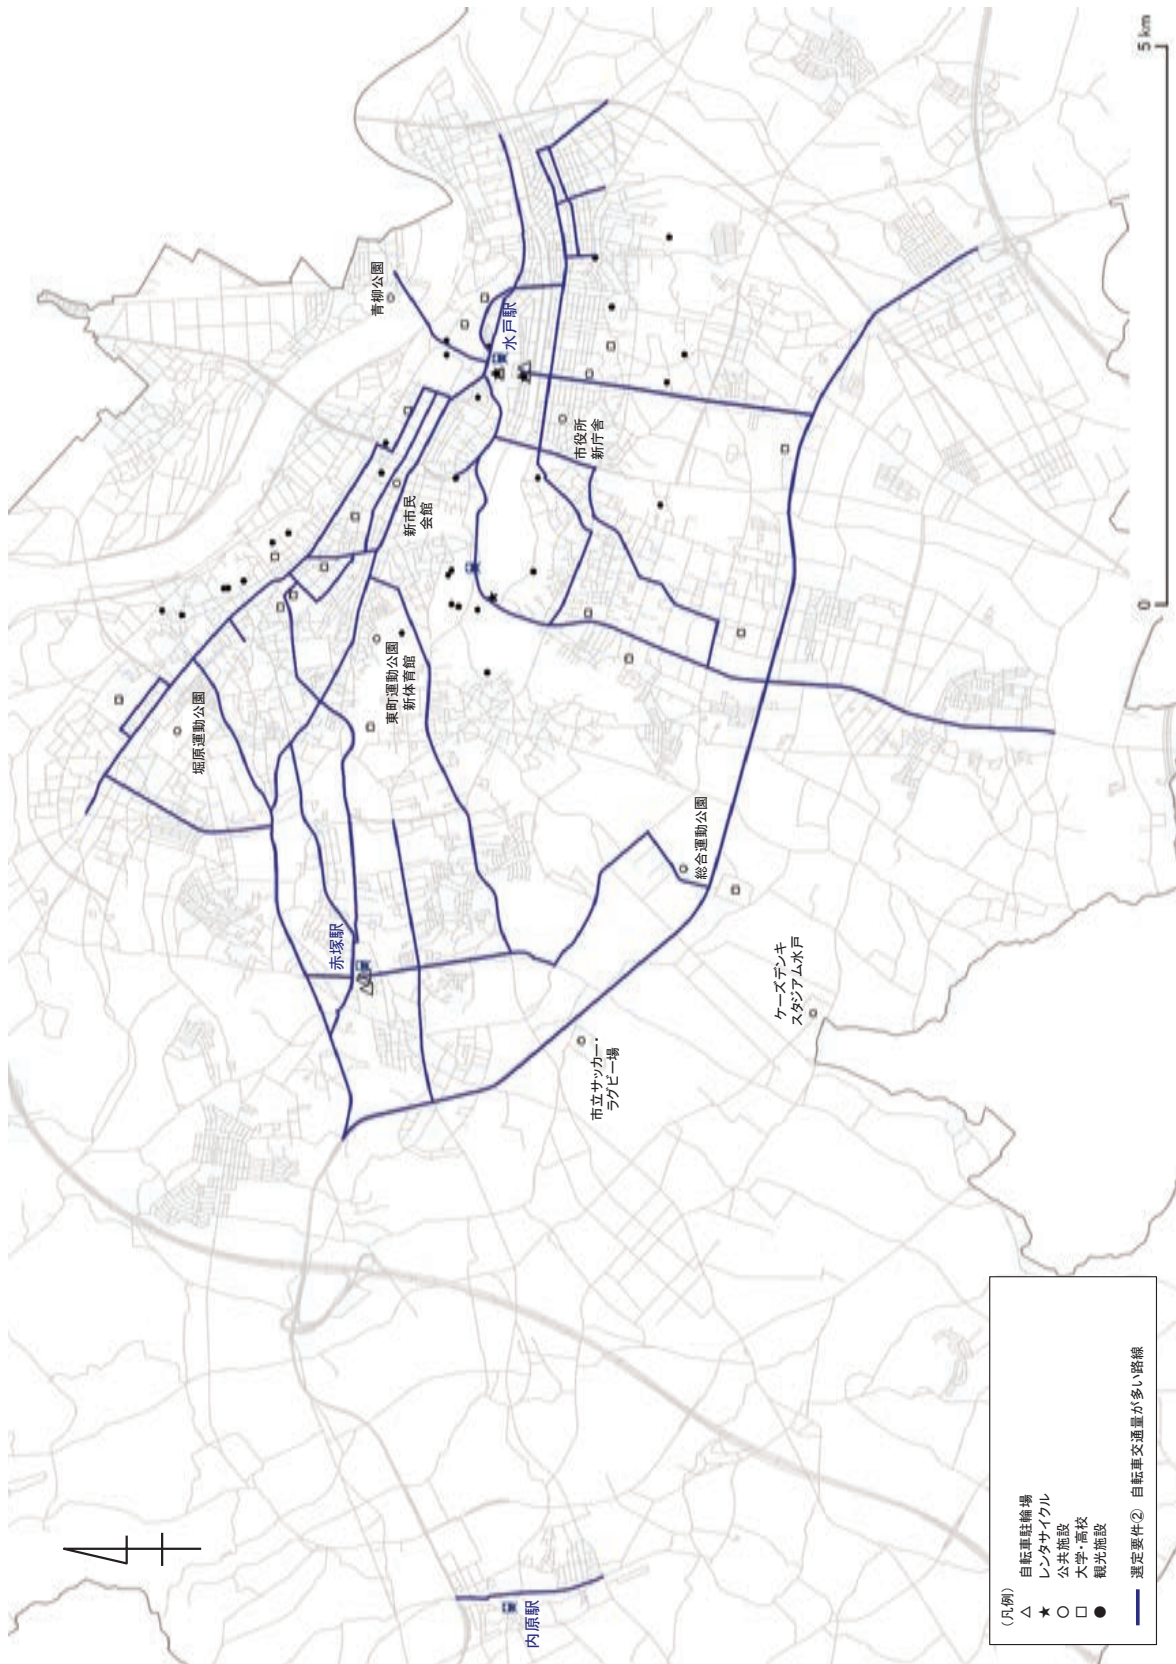 青柳公園
水戸駅
市役所
新庁舎
新市民
会館
東町運動公園
新体育館
堀原運動公園
赤塚駅
総合運動公園
ケーズデンキ
スタジアム水戸
市立サッカー・
ラグビー場
内原駅
(凡例)
△ 自転車駐輪場
★ レンタサイクル
○ 公共施設
□ 大学・高校
● 観光施設
選定要件② 自転車交通量が多い路線
0 5 km